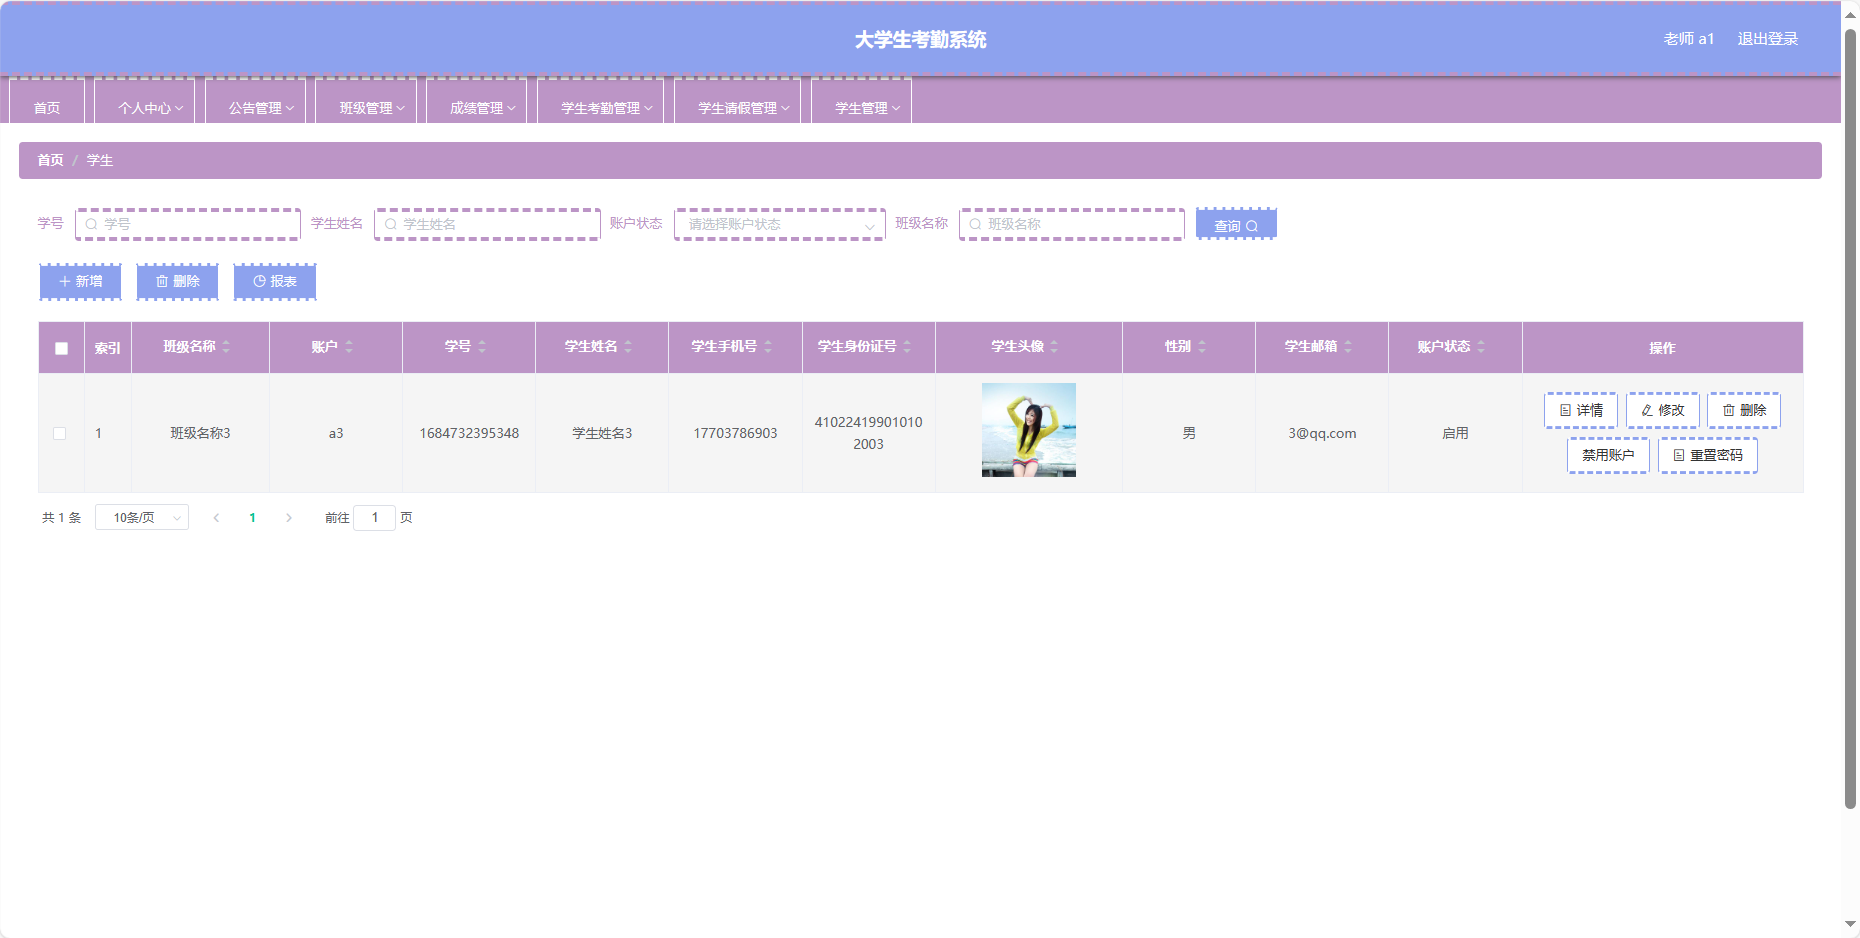 大学生考勤系统
老师 a1 退出登录
首页 个人中心 公告管理 班级管理 成绩管理 学生考勤管理 学生请假管理 学生管理
首页 / 学生
学号 学号 学生姓名 学生姓名 账户状态 请选择账户状态 班级名称 班级名称 查询
新增 删除 报表
索引 班级名称 账户 学号 学生姓名 学生手机号 学生身份证号 学生头像 性别 学生邮箱 账户状态 操作
1 班级名称3 a3 1684732395348 学生姓名3 17703786903 41022419901010
2003 男 3@qq.com 启用 详情 修改 删除
禁用账户 重置密码
共 1 条 10条/页 1 前往 1 页